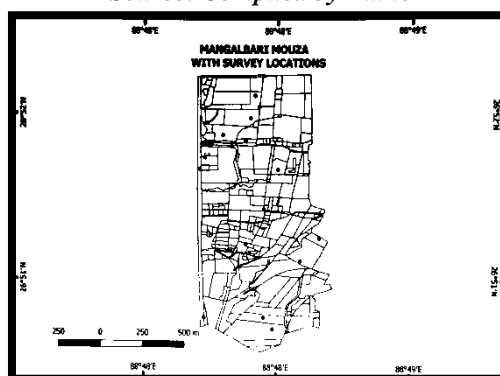 88°48'E 88°48'E 88°49'E
MANGALBARI MOUZA
WITH SURVEY LOCATIONS
26°52'N 26°52'N
26°51'N 26°51'N
250 0 250 500 m
88°48'E 88°48'E 88°49'E